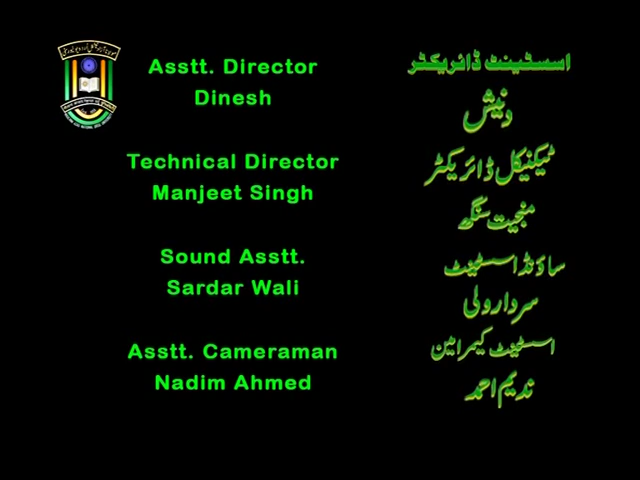 Asstt. Director
Dinesh
Technical Director
Manjeet Singh
Sound Asstt.
Sardar Wali
Asstt. Cameraman
Nadim Ahmed
اسسٹینٹ ڈائریکٹر
دنیش
ٹیکنیکل ڈائریکٹر
منجیت سنگھ
ساؤنڈ اسسٹینٹ
سردار ولی
اسسٹینٹ کیمرامین
ندیم احمد